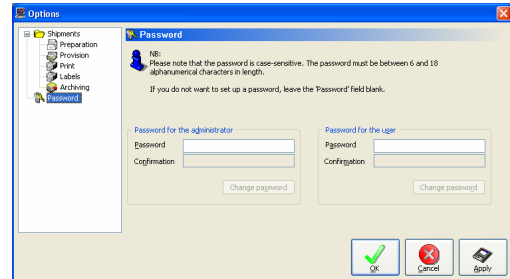 Options
Shipments
Preparation
Provision
Print
Labels
Archiving
Password
Password
NB:
Please note that the password is case-sensitive. The password must be between 6 and 18
alphanumerical characters in length.
If you do not want to set up a password, leave the 'Password' field blank.
Password for the administrator
Password
Confirmation
Change password
Password for the user
Password
Confirmation
Change password
OK
Cancel
Apply